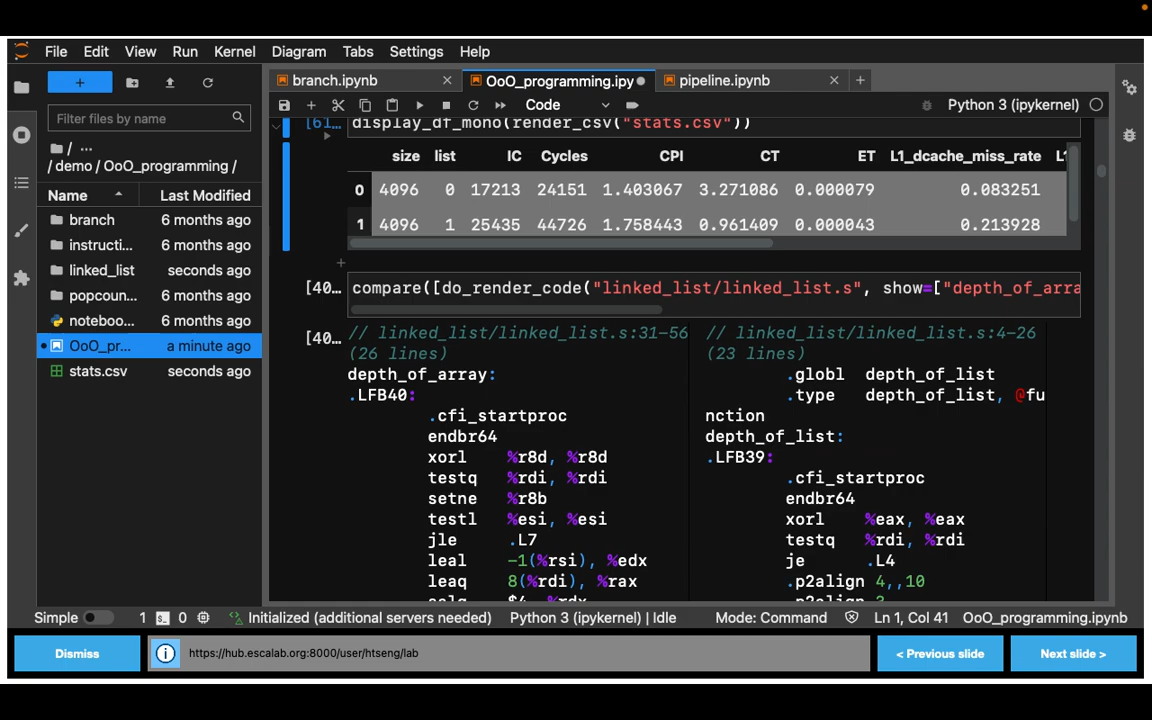 File Edit View Run Kernel Diagram Tabs Settings Help
branch.ipynb
OoO_programming.ipy
pipeline.ipynb
Code
Python 3 (ipykernel)
Filter files by name
/ ...
/ demo / OoO_programming /
Name Last Modified
branch 6 months ago
instructi... 6 months ago
linked_list seconds ago
popcoun... 6 months ago
noteboo... 6 months ago
OoO_pr... a minute ago
stats.csv seconds ago
[61... display_df_mono(render_csv("stats.csv"))
size list IC Cycles CPI CT ET L1_dcache_miss_rate
0 4096 0 17213 24151 1.403067 3.271086 0.000079 0.083251
1 4096 1 25435 44726 1.758443 0.961409 0.000043 0.213928
[40... compare([do_render_code("linked_list/linked_list.s", show=["depth_of_arra
[40...
// linked_list/linked_list.s:31-56
(26 lines)
depth_of_array:
.LFB40:
.cfi_startproc
endbr64
xorl %r8d, %r8d
testq %rdi, %rdi
setne %r8b
testl %esi, %esi
jle .L7
leal -1(%rsi), %edx
leaq 8(%rdi), %rax
// linked_list/linked_list.s:4-26
(23 lines)
.globl depth_of_list
.type depth_of_list, @fu
nction
depth_of_list:
.LFB39:
.cfi_startproc
endbr64
xorl %eax, %eax
testq %rdi, %rdi
je .L4
.p2align 4,,10
Simple 1 0 Initialized (additional servers needed) Python 3 (ipykernel) | Idle Mode: Command Ln 1, Col 41 OoO_programming.ipynb
Dismiss
https://hub.escalab.org:8000/user/htseng/lab
< Previous slide
Next slide >